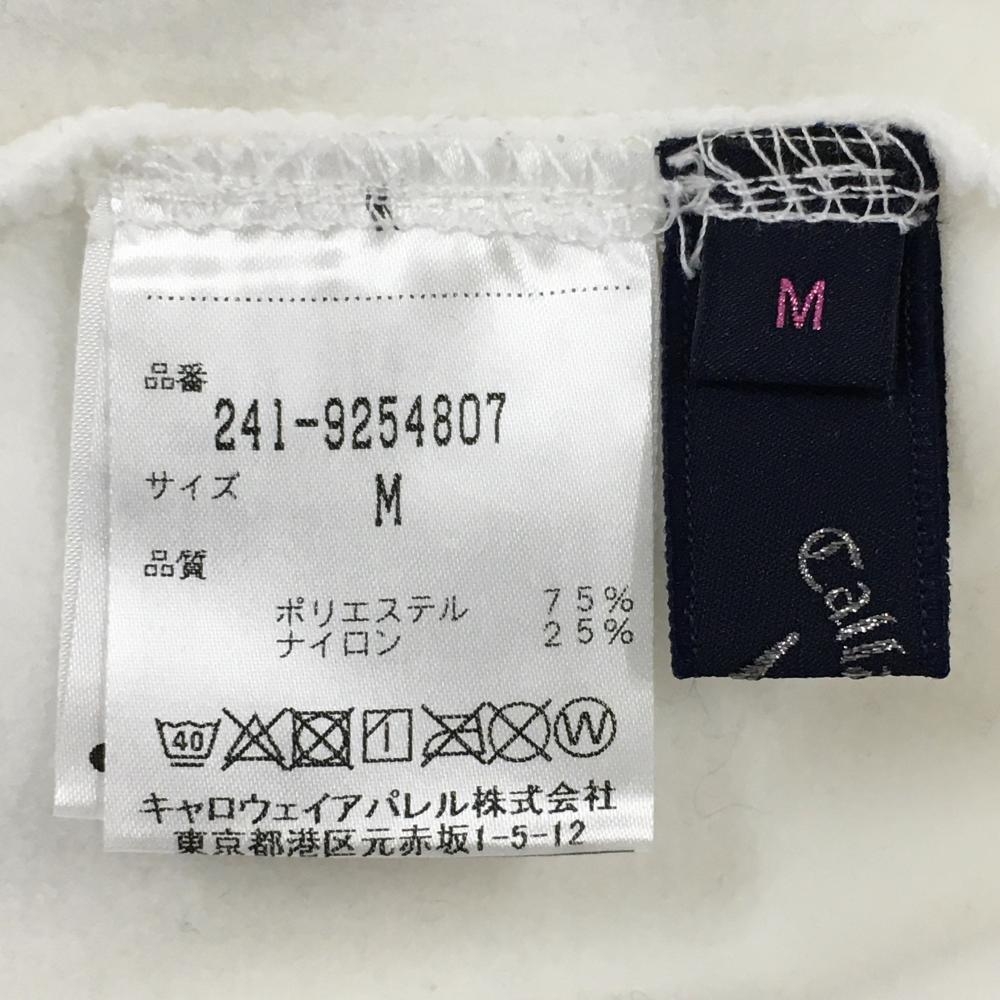 品番
241-9254807
サイズ
M
品質
ポリエステル 75%
ナイロン 25%
40
W
キャロウェイアパレル株式会社
東京都港区元赤坂1-5-12
M